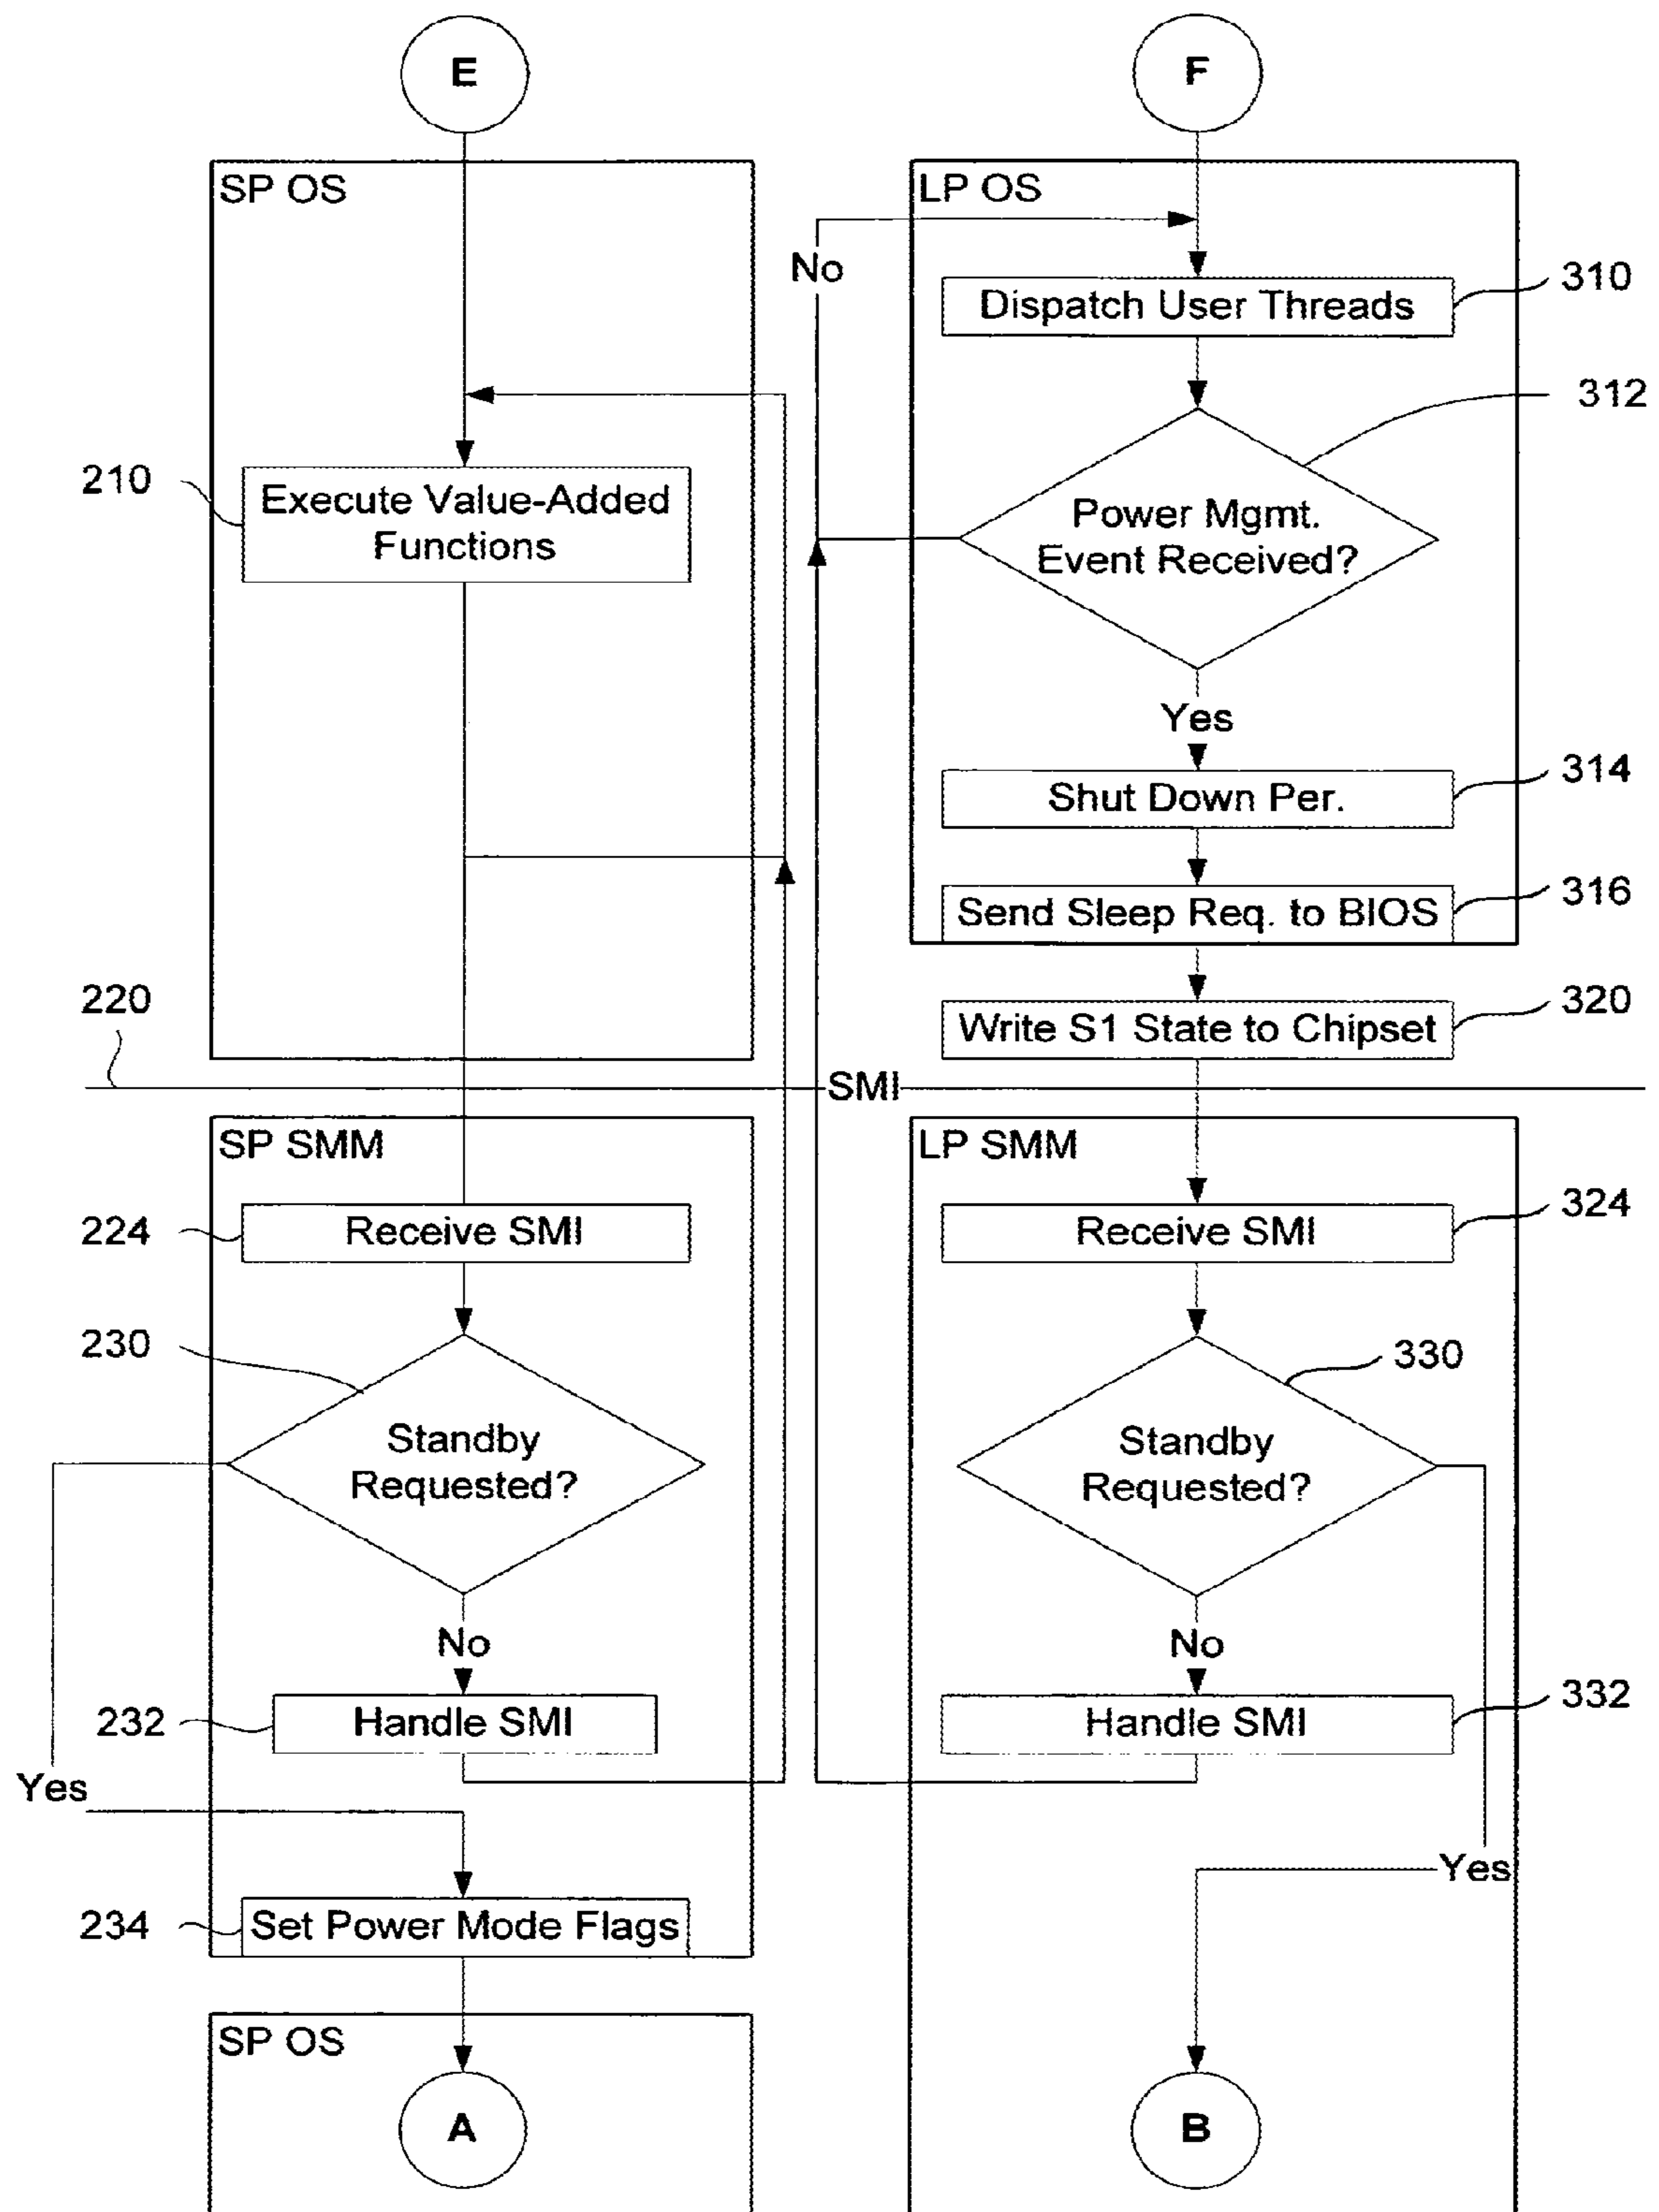 E
F
SP OS
LP OS
No
Dispatch User Threads
310
312
210
Execute Value-Added
Functions
Power Mgmt.
Event Received?
Yes
Shut Down Per.
314
Send Sleep Req. to BIOS
316
220
Write S1 State to Chipset
320
SMI
SP SMM
LP SMM
224
Receive SMI
Receive SMI
324
230
330
Standby
Requested?
Standby
Requested?
No
No
232
Handle SMI
Handle SMI
332
Yes
Yes
234
Set Power Mode Flags
SP OS
A
B